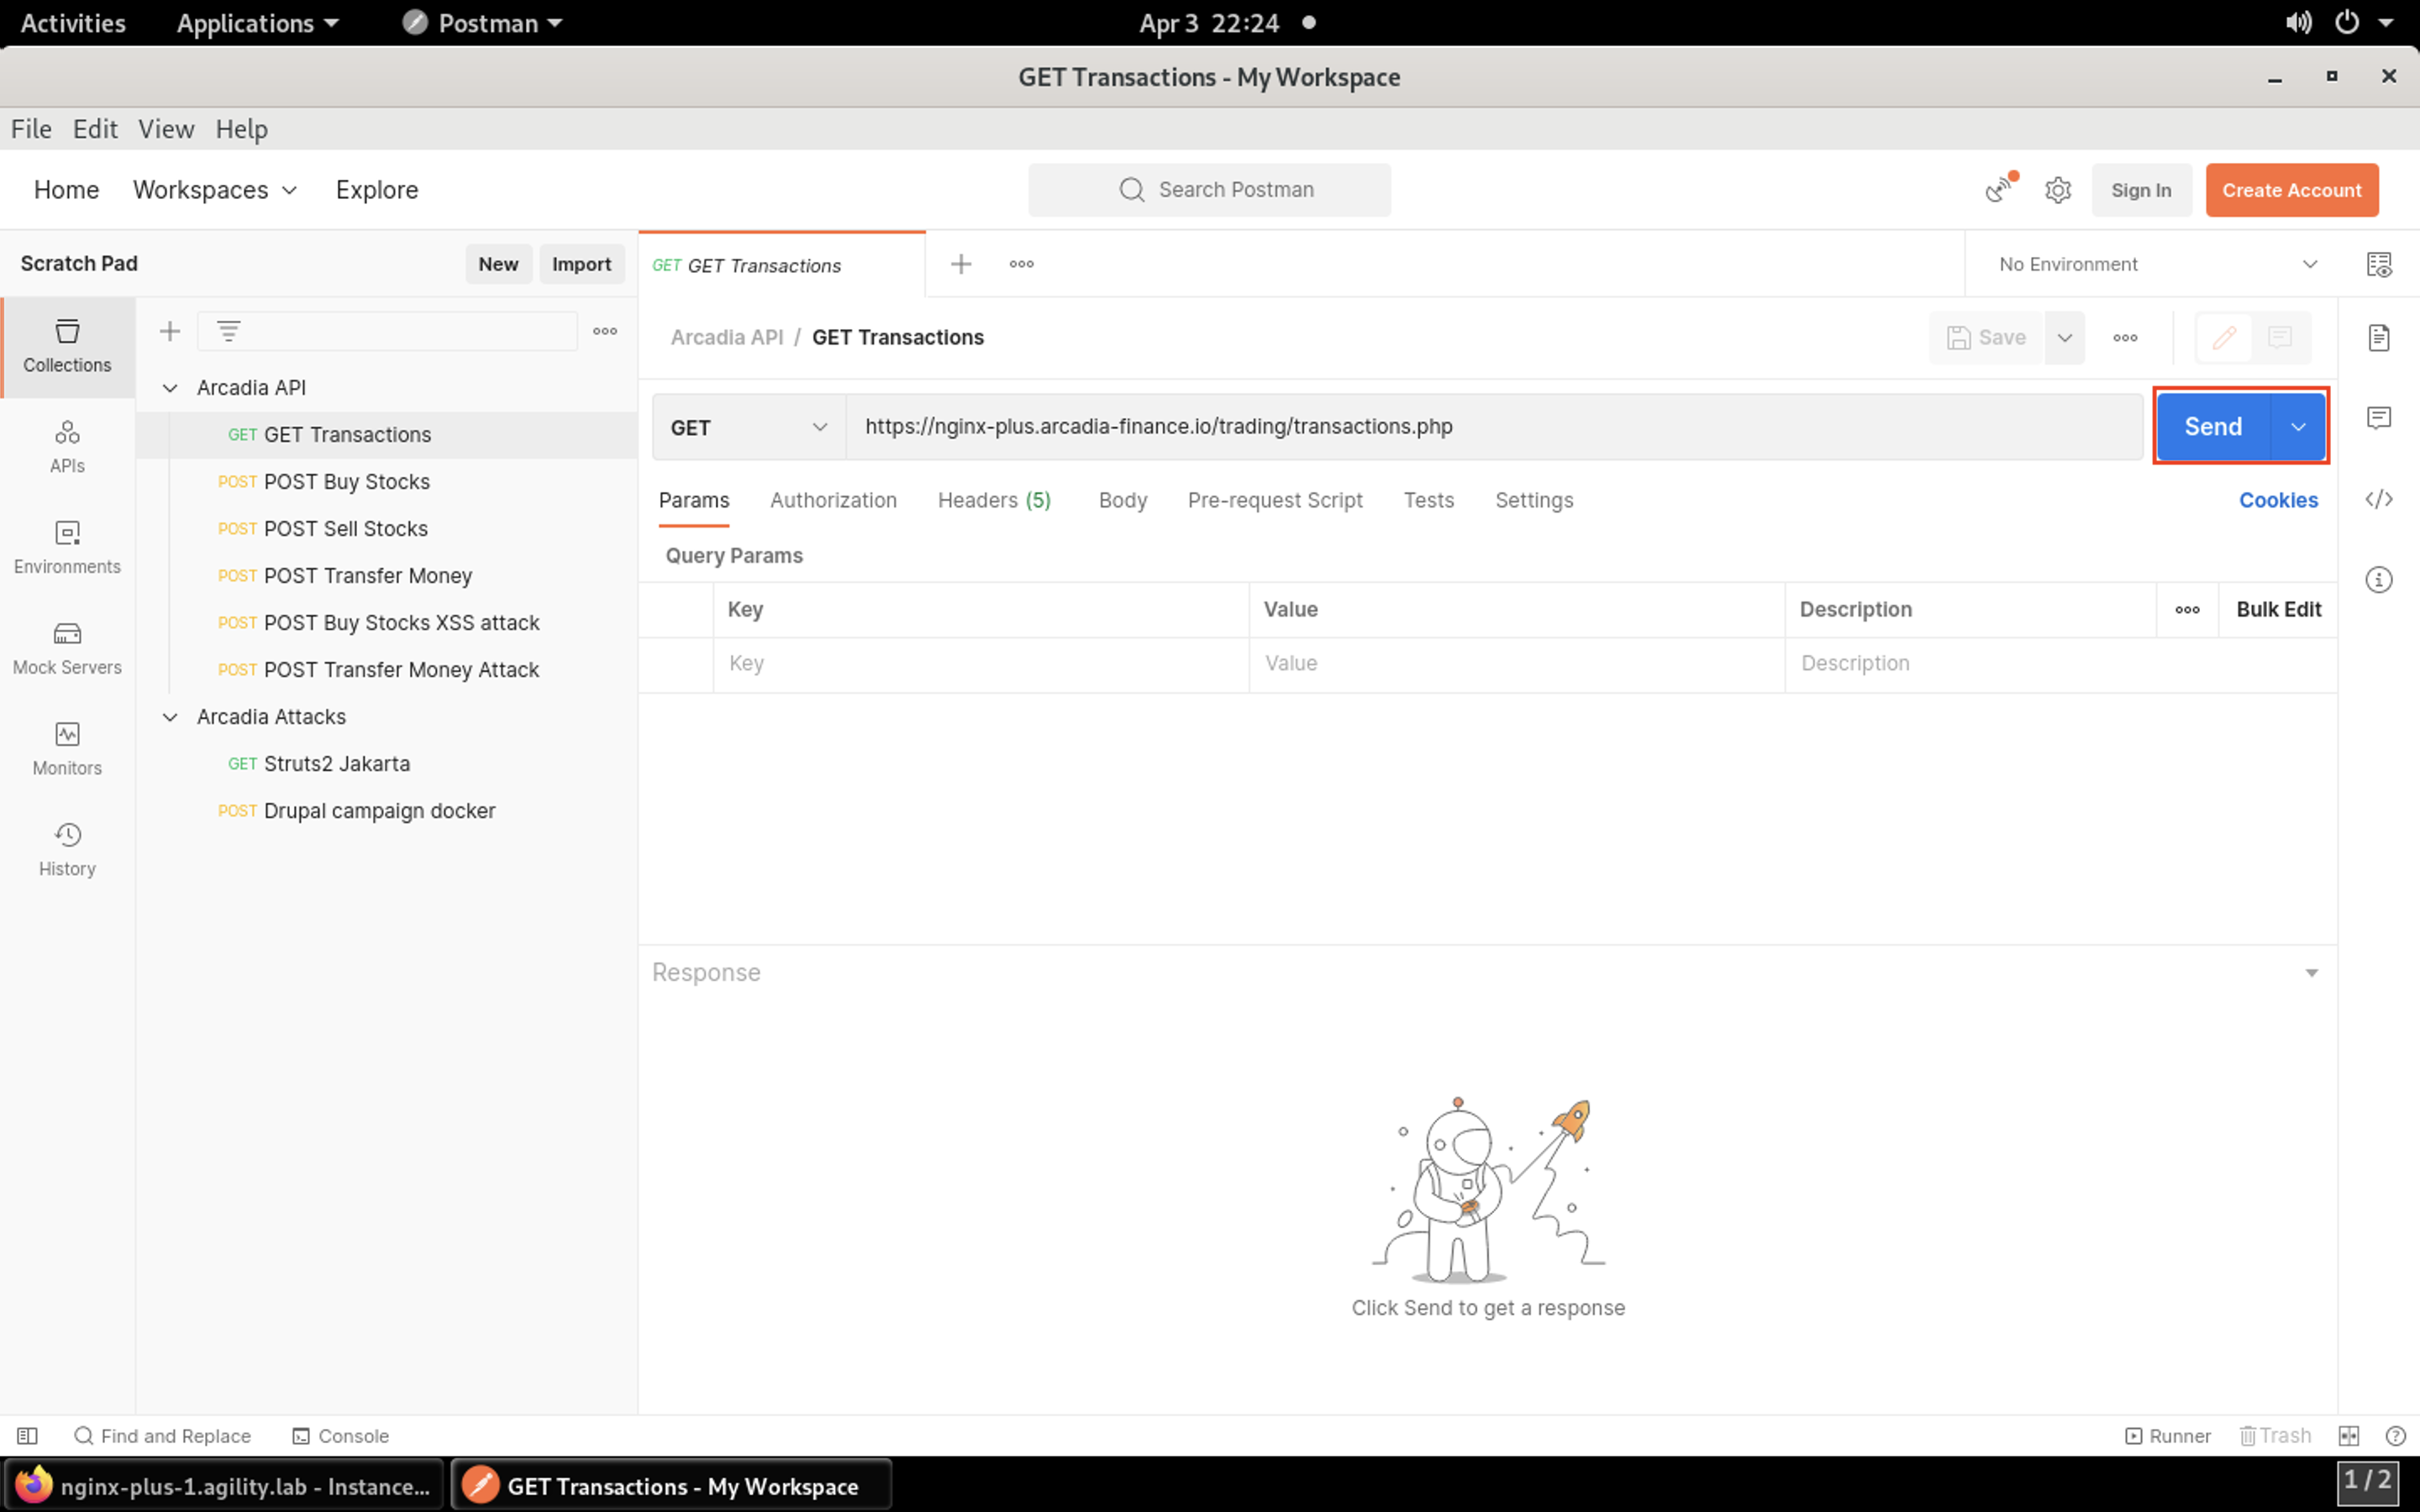 Activities Applications Postman Apr 3 22:24
GET Transactions - My Workspace
File Edit View Help
Home Workspaces Explore Search Postman Sign In Create Account
Scratch Pad New Import GET GET Transactions No Environment
Collections
APIs
Environments
Mock Servers
Monitors
History
Arcadia API
GET GET Transactions
POST POST Buy Stocks
POST POST Sell Stocks
POST POST Transfer Money
POST POST Buy Stocks XSS attack
POST POST Transfer Money Attack
Arcadia Attacks
GET Struts2 Jakarta
POST Drupal campaign docker
Arcadia API / GET Transactions Save
GET https://nginx-plus.arcadia-finance.io/trading/transactions.php Send
Params Authorization Headers (5) Body Pre-request Script Tests Settings Cookies
Query Params
Key Value Description Bulk Edit
Key Value Description
Response
Click Send to get a response
Find and Replace Console Runner Trash
nginx-plus-1.agility.lab - Instance... GET Transactions - My Workspace 1 / 2